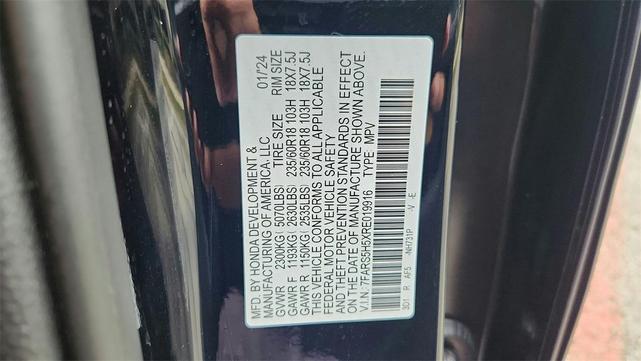 MFD. BY HONDA DEVELOPMENT & 01/'24
MANUFACTURING OF AMERICA. LLC
TIRE SIZE RIM SIZE
GVWR 2300KG( 5070LBS)
GAWR F 1193KG( 2630LBS) 235/60R18 103H 18X7.5J
GAWR R 1150KG( 2535LBS) 235/60R18 103H 18X7.5J
THIS VEHICLE CONFORMS TO ALL APPLICABLE
FEDERAL MOTOR VEHICLE SAFETY
AND THEFT PREVENTION STANDARDS IN EFFECT
ON THE DATE OF MANUFACTURE SHOWN ABOVE.
V.I.N. 7FARS5H5XRE019916 TYPE MPV
3D1 R AF5 -NH731P -V -E